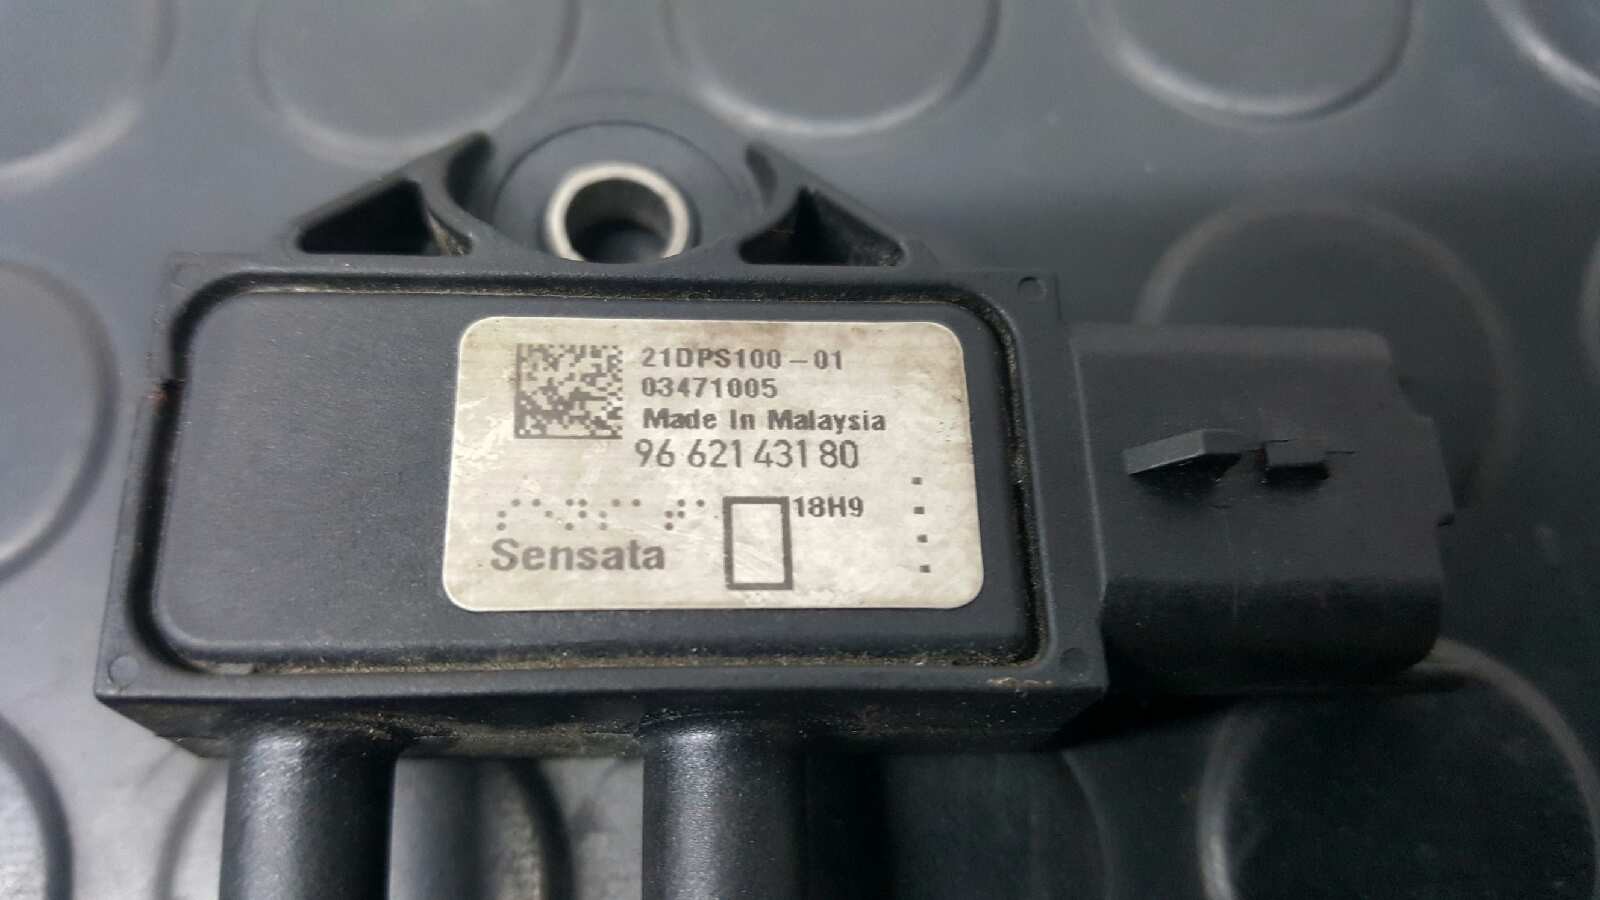 21DPS100-01
03471005
Made In Malaysia
96 621 431 80
18H9
Sensata